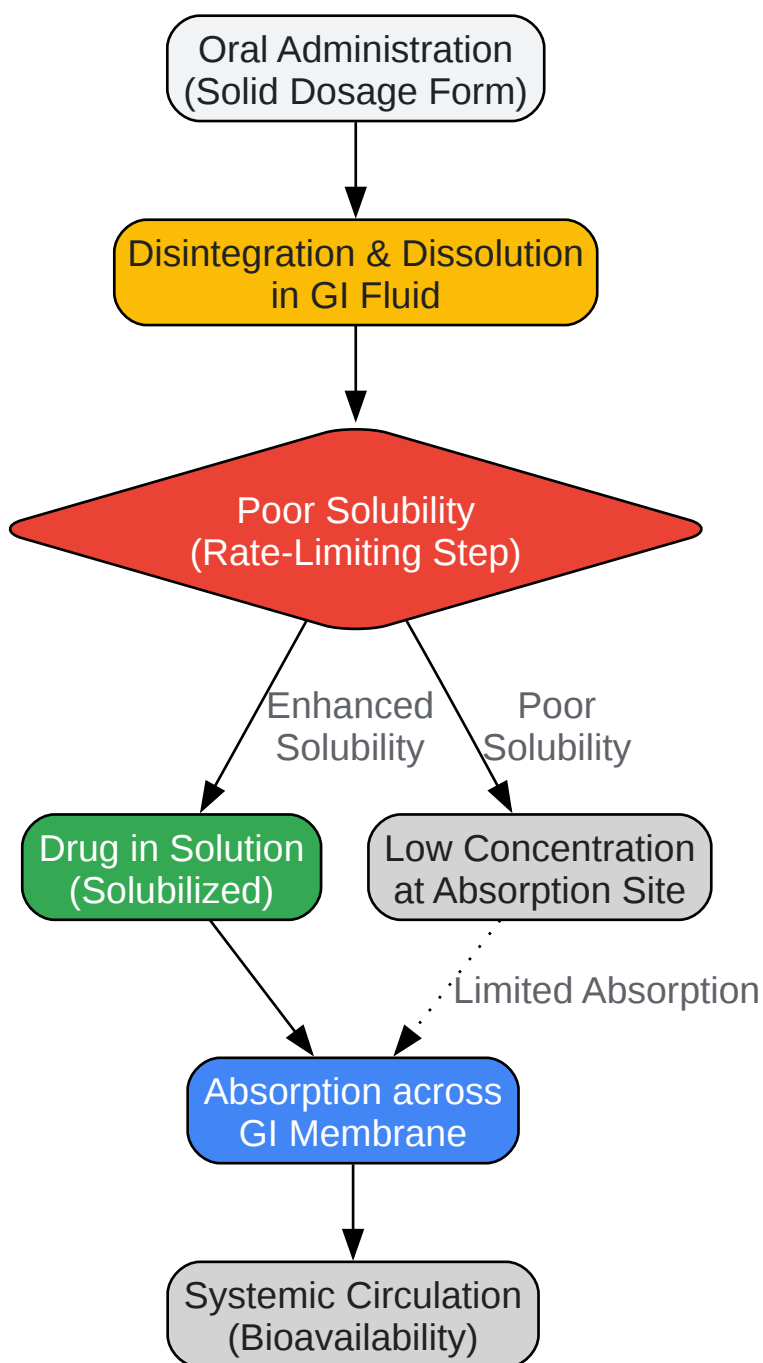 Oral Administration
(Solid Dosage Form)
Disintegration & Dissolution
in GI Fluid
Poor Solubility
(Rate-Limiting Step)
Enhanced
Solubility
Poor
Solubility
Drug in Solution
(Solubilized)
Low Concentration
at Absorption Site
Limited Absorption
Absorption across
GI Membrane
Systemic Circulation
(Bioavailability)